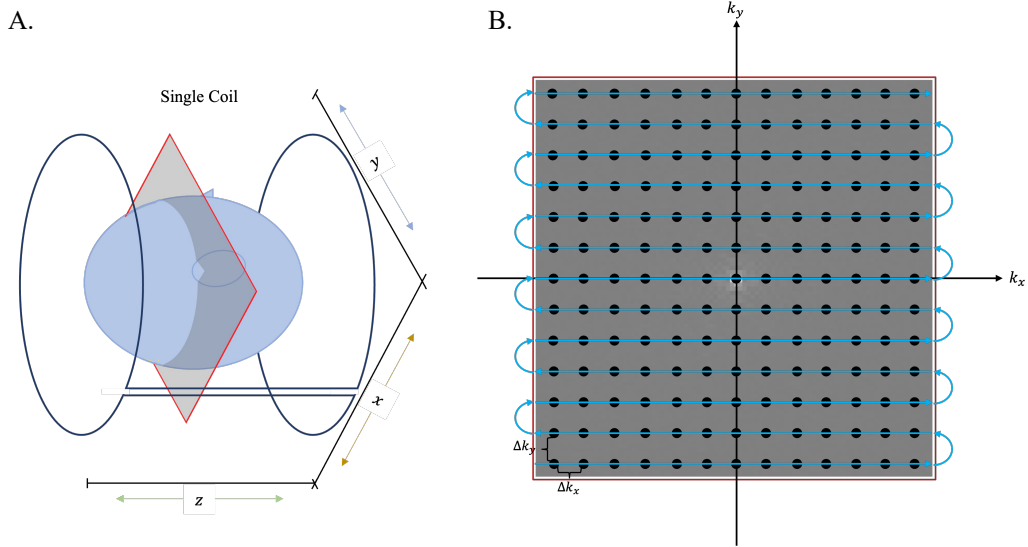 A.
Single Coil
y
x
z
B.
k_y
k_x
Δk_y
Δk_x